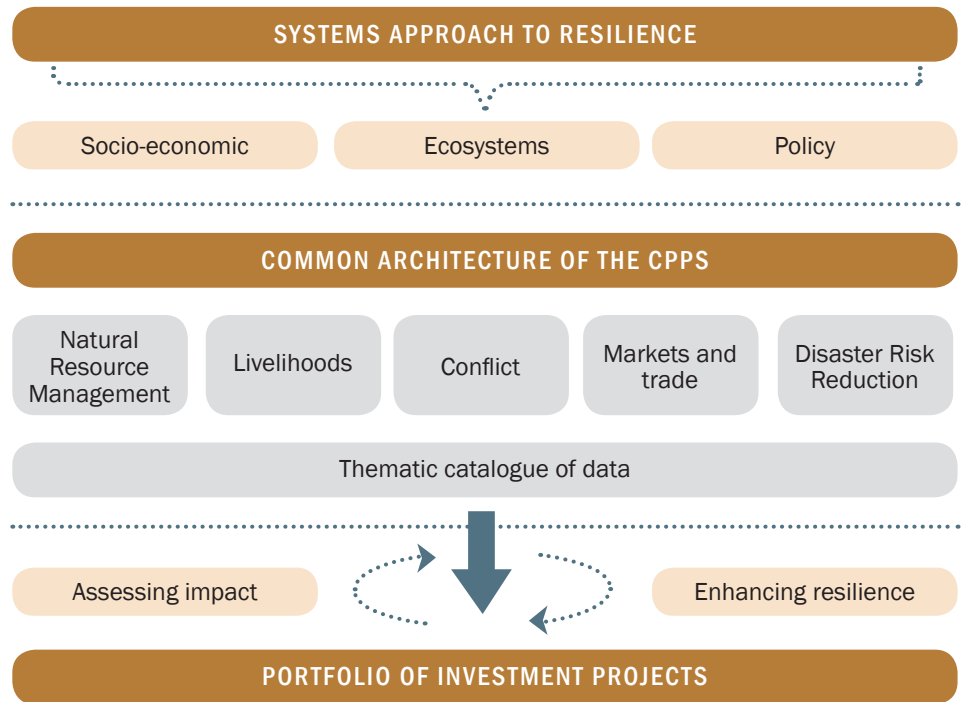 SYSTEMS APPROACH TO RESILIENCE
Socio-economic
Ecosystems
Policy
COMMON ARCHITECTURE OF THE CPPS
Natural
Resource
Management
Livelihoods
Conflict
Markets and
trade
Disaster Risk
Reduction
Thematic catalogue of data
Assessing impact
Enhancing resilience
PORTFOLIO OF INVESTMENT PROJECTS